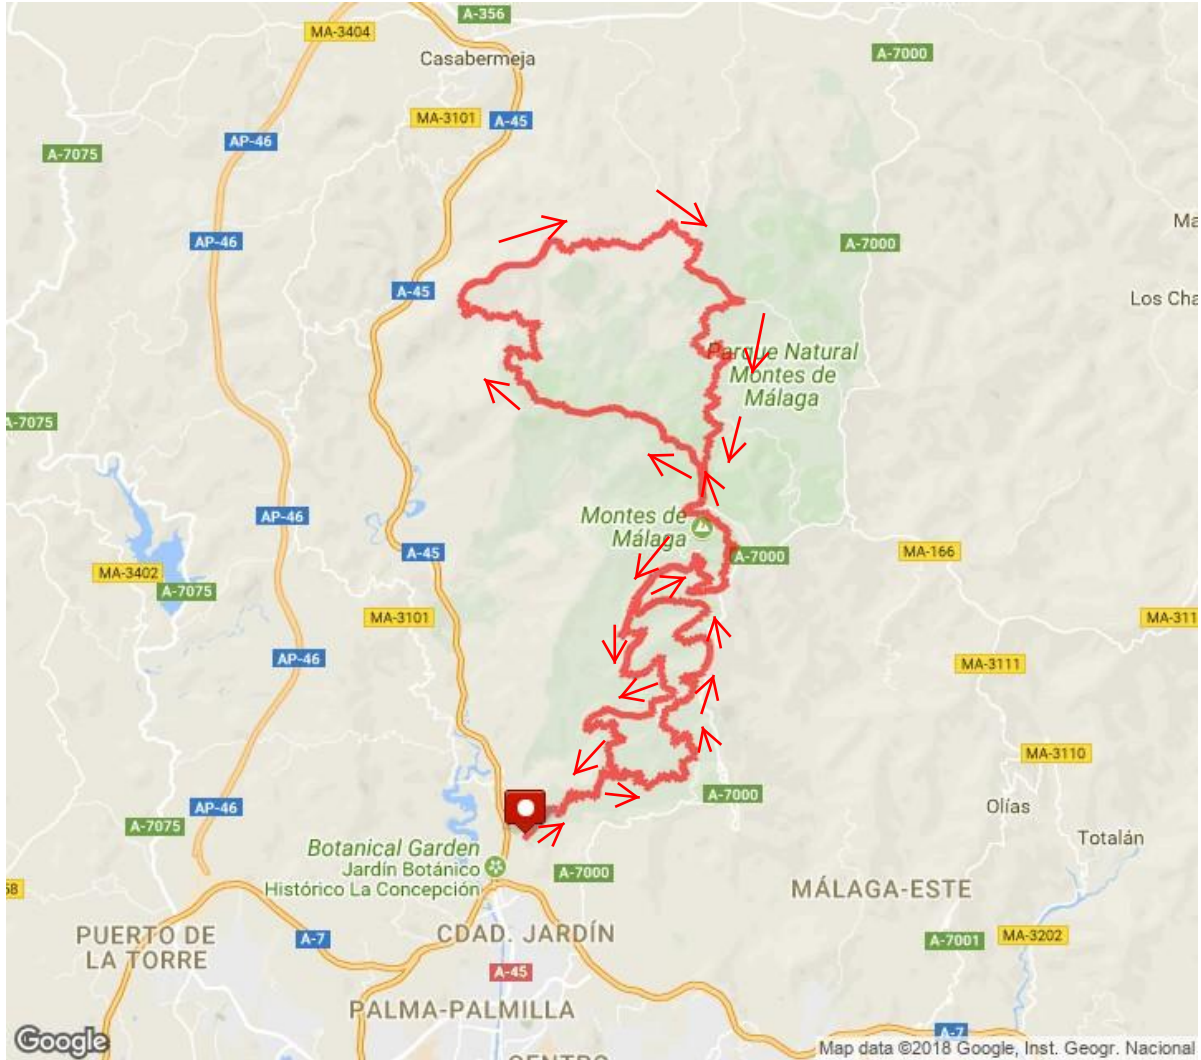 A-356
MA-3404
Casabermeja
A-7000
MA-3101
A-45
AP-46
A-7075
Ma
AP-46
A-7000
A-45
Los Cha
Parque Natural
Montes de
Málaga
A-7075
AP-46
Montes de
Málaga
A-45
A-7000
MA-166
MA-3402
A-7075
MA-3101
MA-311
AP-46
MA-3111
MA-3110
A-7000
AP-46
Olías
A-7075
Totalán
Botanical Garden
Jardín Botánico
Histórico La Concepción
A-7000
68
MÁLAGA-ESTE
PUERTO DE
LA TORRE
A-7
CDAD. JARDÍN
A-7001
MA-3202
A-45
PALMA-PALMILLA
A-7
Google
CENTRO
Map data ©2018 Google, Inst. Geogr. Nacional